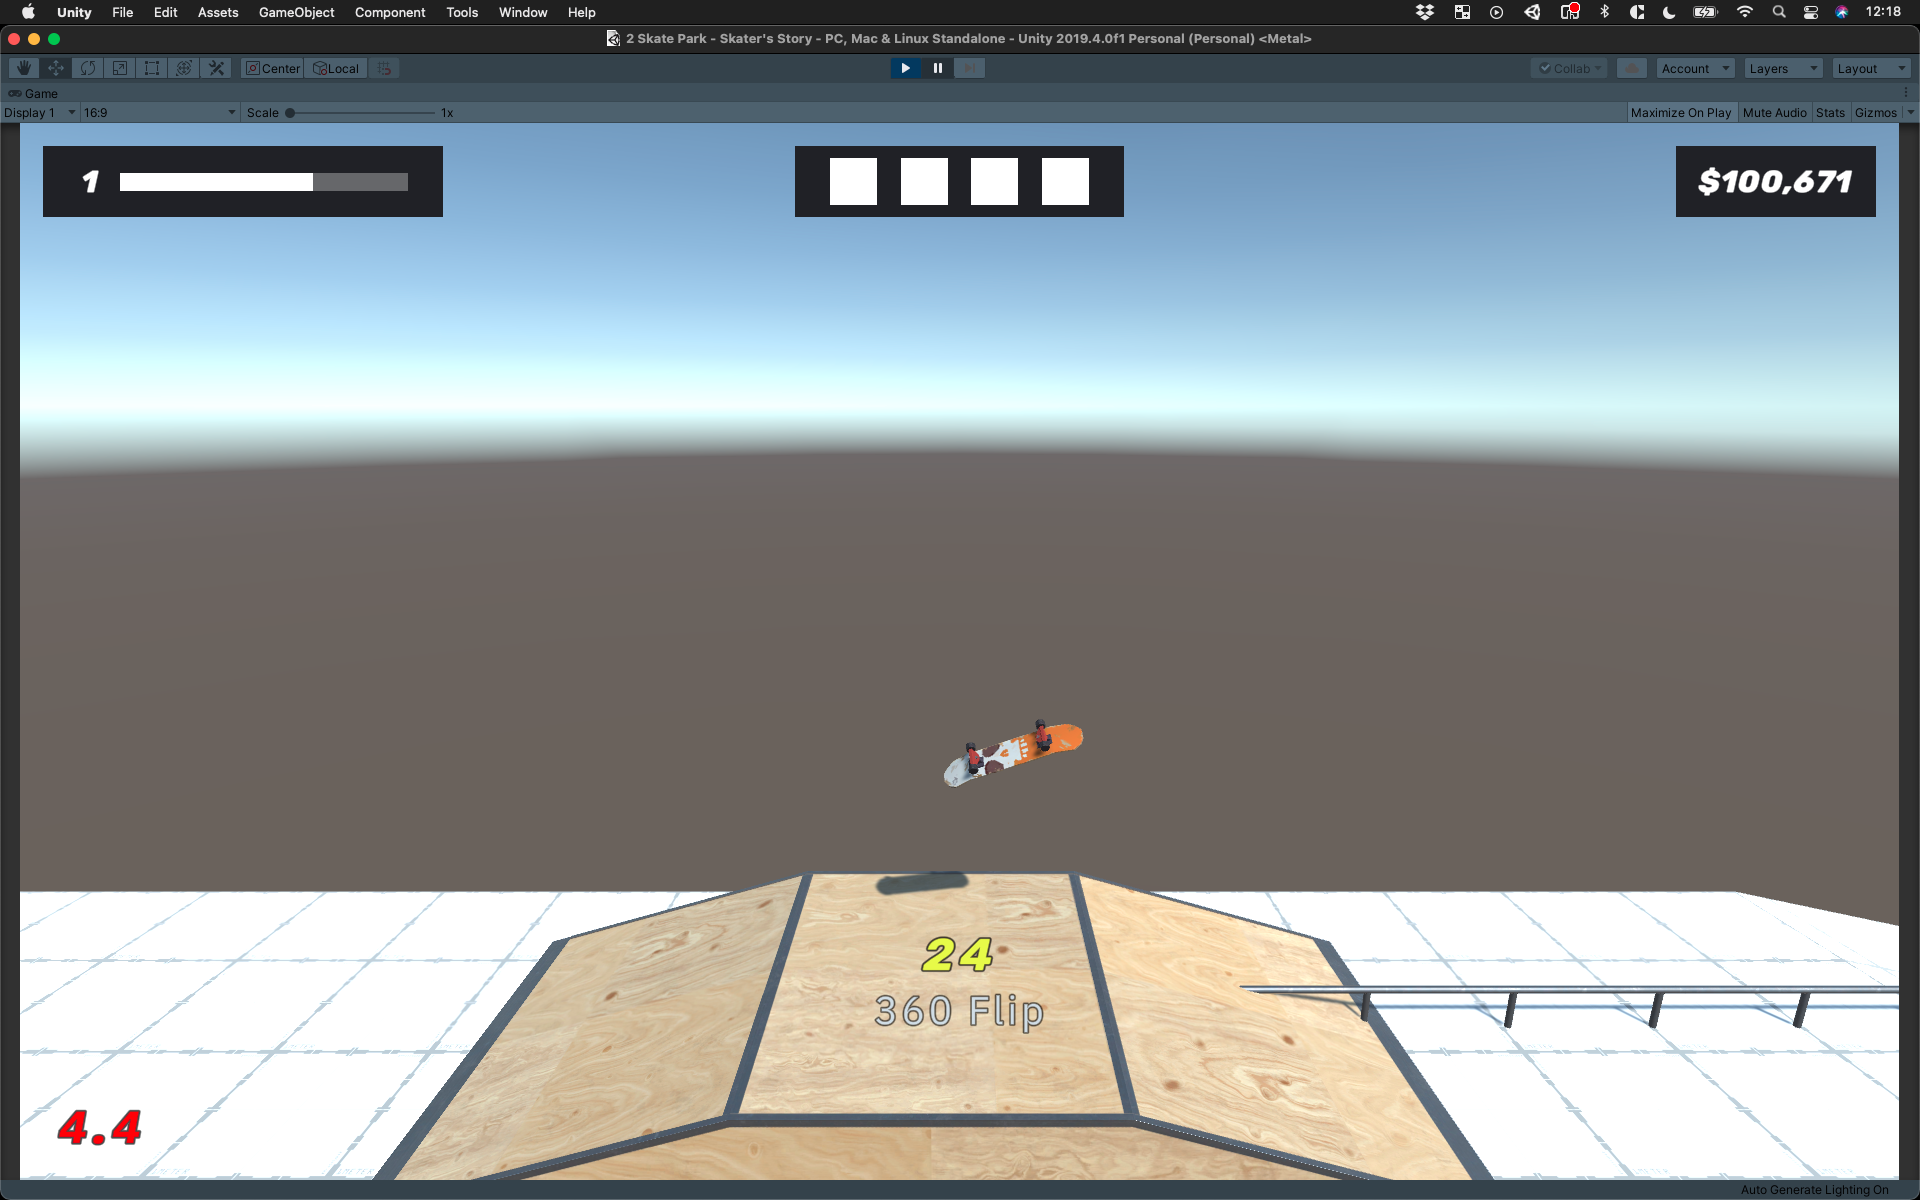 Unity File Edit Assets GameObject Component Tools Window Help 12:18
2 Skate Park - Skater's Story - PC, Mac & Linux Standalone - Unity 2019.4.0f1 Personal (Personal) <Metal>
Center Local Collab Account Layers Layout
Game
Display 1 16:9 Scale 1x Maximize On Play Mute Audio Stats Gizmos
1 $100,671
24
360 Flip
4.4
Auto Generate Lighting On